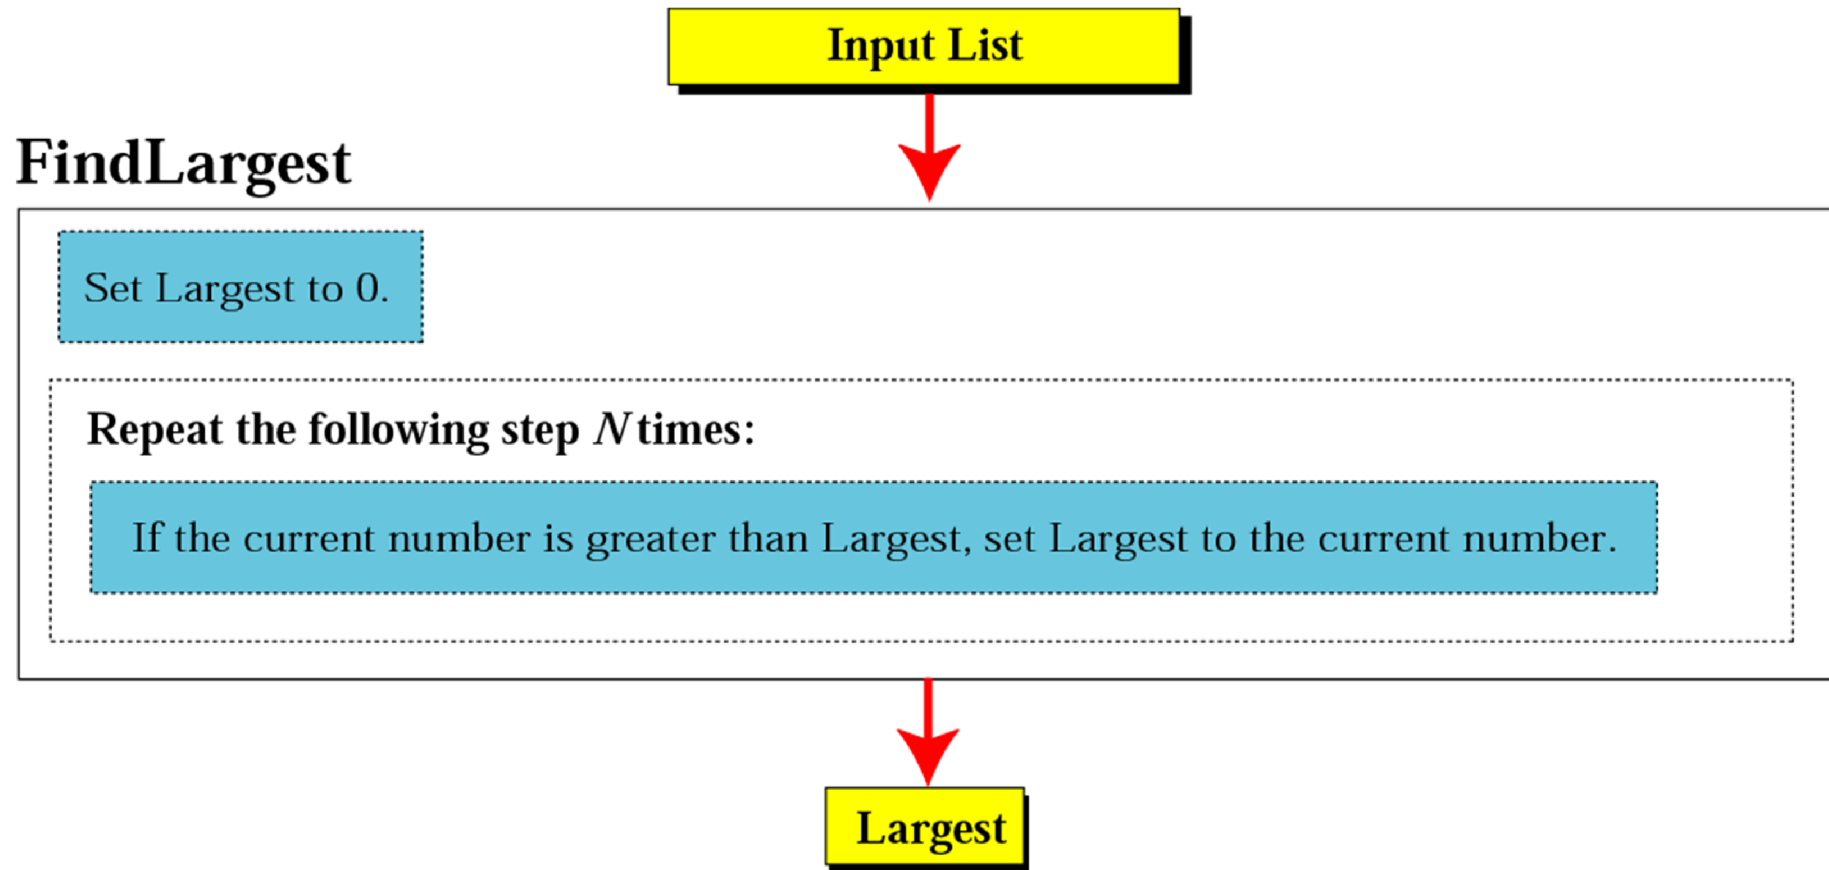 Input List
FindLargest
Set Largest to 0.
Repeat the following step N times:
If the current number is greater than Largest, set Largest to the current number.
Largest